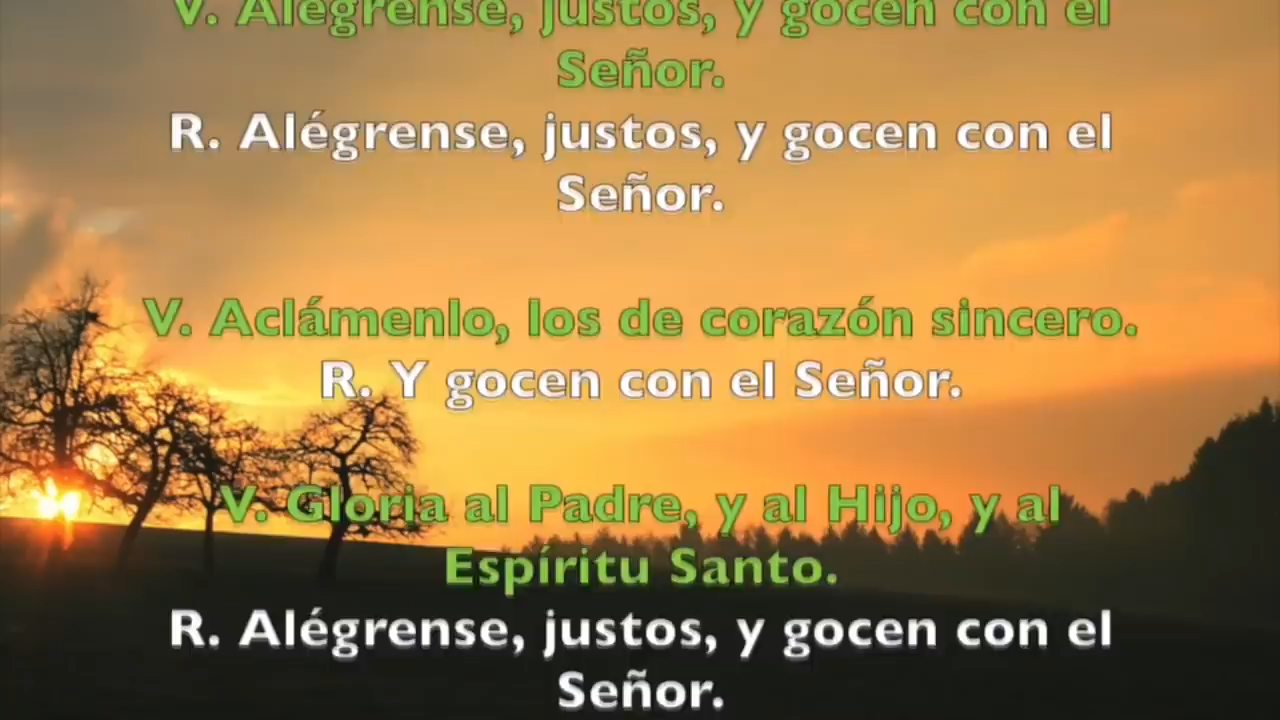 V. Alégrense, justos, y gocen con el
Señor.
R. Alégrense, justos, y gocen con el
Señor.
V. Aclámenlo, los de corazón sincero.
R. Y gocen con el Señor.
V. Gloria al Padre, y al Hijo, y al
Espíritu Santo.
R. Alégrense, justos, y gocen con el
Señor.